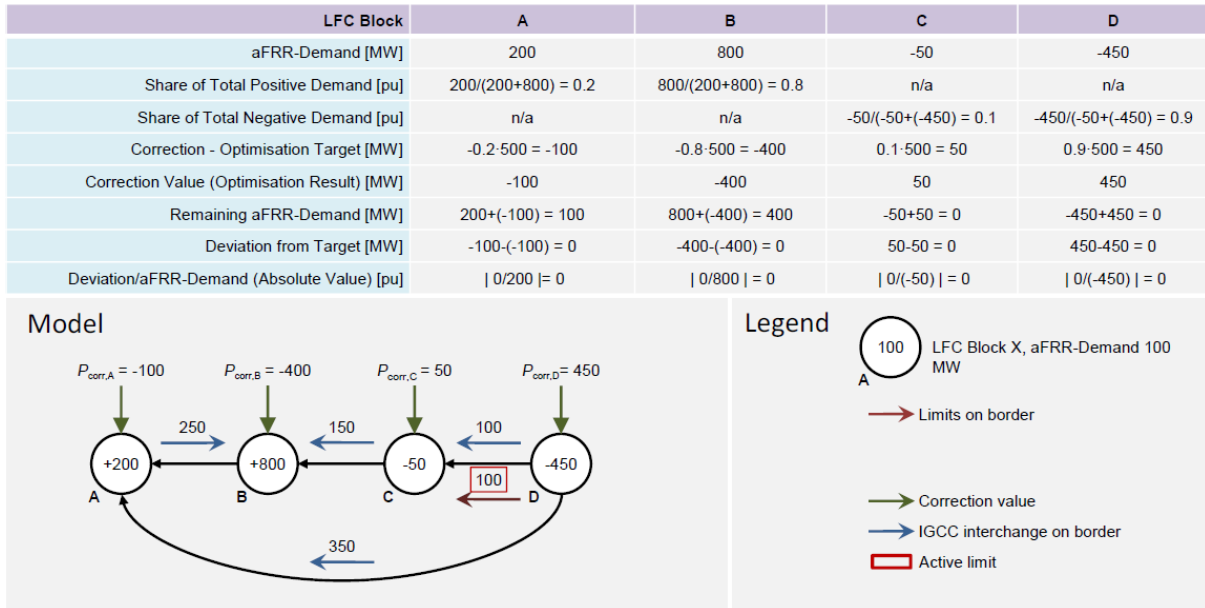 LFC Block A B C D
aFRR-Demand [MW] 200 800 -50 -450
Share of Total Positive Demand [pu] 200/(200+800) = 0.2 800/(200+800) = 0.8 n/a n/a
Share of Total Negative Demand [pu] n/a n/a -50/(-50+(-450) = 0.1 -450/(-50+(-450) = 0.9
Correction - Optimisation Target [MW] -0.2·500 = -100 -0.8·500 = -400 0.1·500 = 50 0.9·500 = 450
Correction Value (Optimisation Result) [MW] -100 -400 50 450
Remaining aFRR-Demand [MW] 200+(-100) = 100 800+(-400) = 400 -50+50 = 0 -450+450 = 0
Deviation from Target [MW] -100-(-100) = 0 -400-(-400) = 0 50-50 = 0 450-450 = 0
Deviation/aFRR-Demand (Absolute Value) [pu] | 0/200 |= 0 | 0/800 | = 0 | 0/(-50) | = 0 | 0/(-450) | = 0
Model
P_corr,A = -100 P_corr,B = -400 P_corr,C = 50 P_corr,D = 450
250 150 100
+200 +800 -50 -450
100
A B C D
350
Legend
100
LFC Block X, aFRR-Demand 100
MW
A
Limits on border
Correction value
IGCC interchange on border
Active limit